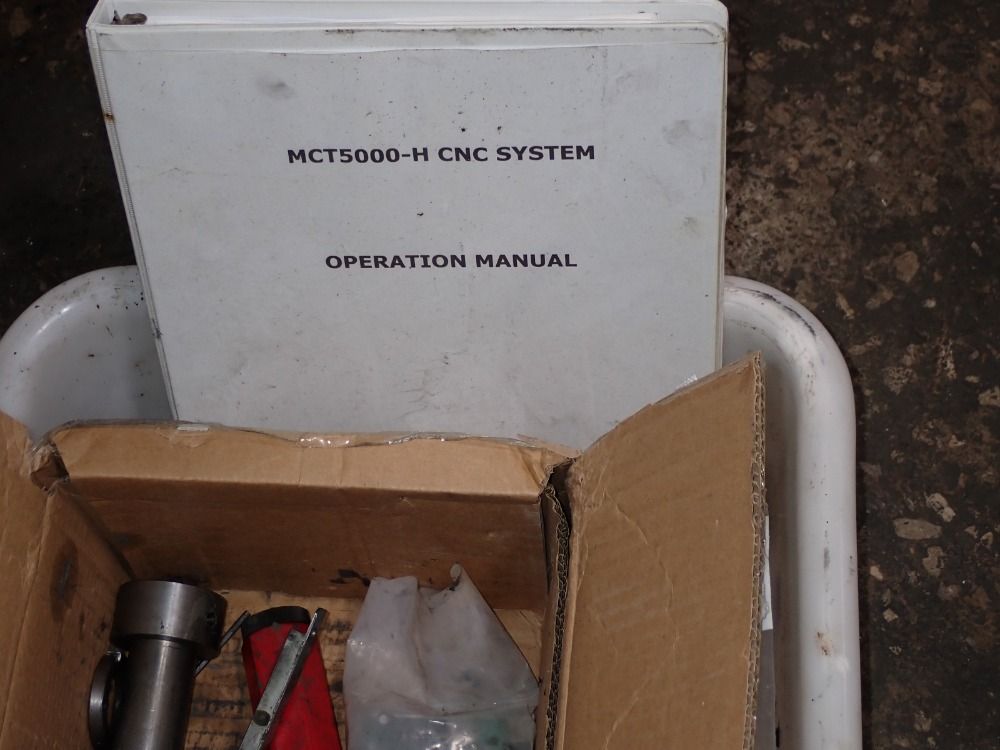 MCT5000-H CNC SYSTEM
OPERATION MANUAL